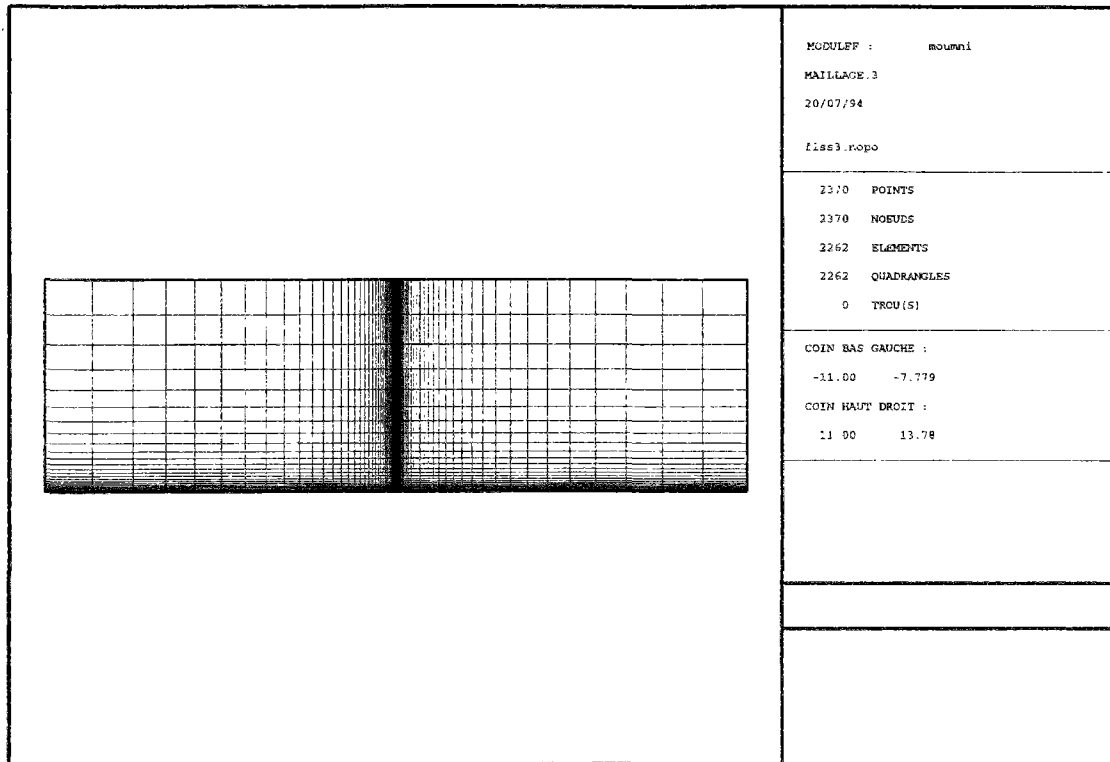 MODULEF : moumni
MAILLAGE.3
20/07/94
fiss3.nopo
2370 POINTS
2370 NOEUDS
2262 ELEMENTS
2262 QUADRANGLES
0 TROU(S)
COIN BAS GAUCHE :
-11.00 -7.779
COIN HAUT DROIT :
11.00 13.78